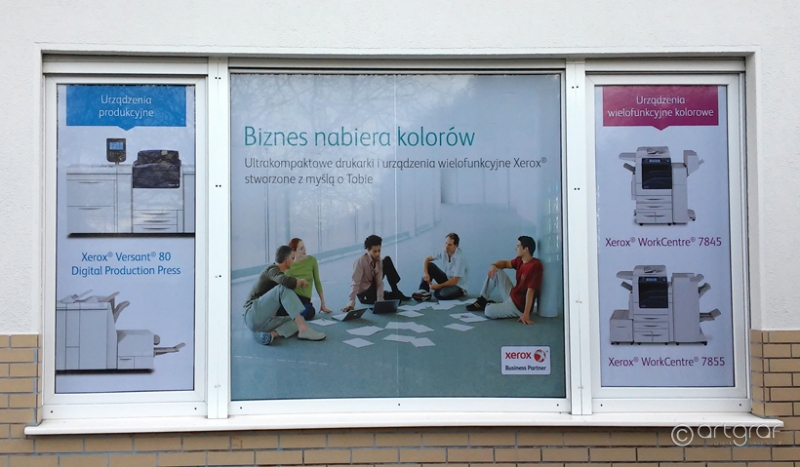 Urządzenia
produkcyjne
Xerox® Versant® 80
Digital Production Press
Biznes nabiera kolorów
Ultrakompaktowe drukarki i urządzenia wielofunkcyjne Xerox®
stworzone z myślą o Tobie
xerox
Business Partner
Urządzenia
wielofunkcyjne kolorowe
Xerox® WorkCentre® 7845
Xerox® WorkCentre® 7855
© artgraf